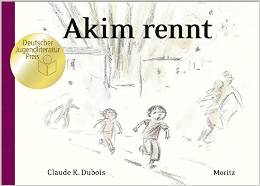 Akim rennt
Deutscher
Jugendliteratur
Preis
Claude K. Dubois
Moritz